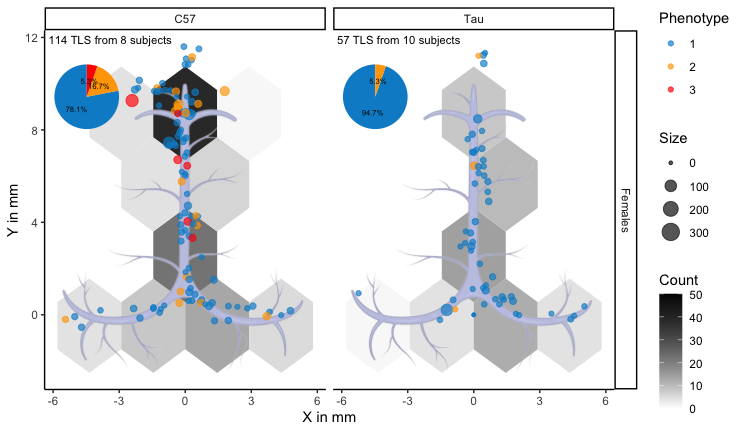 C57
Tau
Phenotype
1
2
3
Size
0
100
200
300
Count
50
40
30
20
10
0
Females
114 TLS from 8 subjects
57 TLS from 10 subjects
5.3%
16.7%
78.1%
5.3%
94.7%
Y in mm
12
8
4
0
-6 -3 0 3 6
-6 -3 0 3 6
X in mm